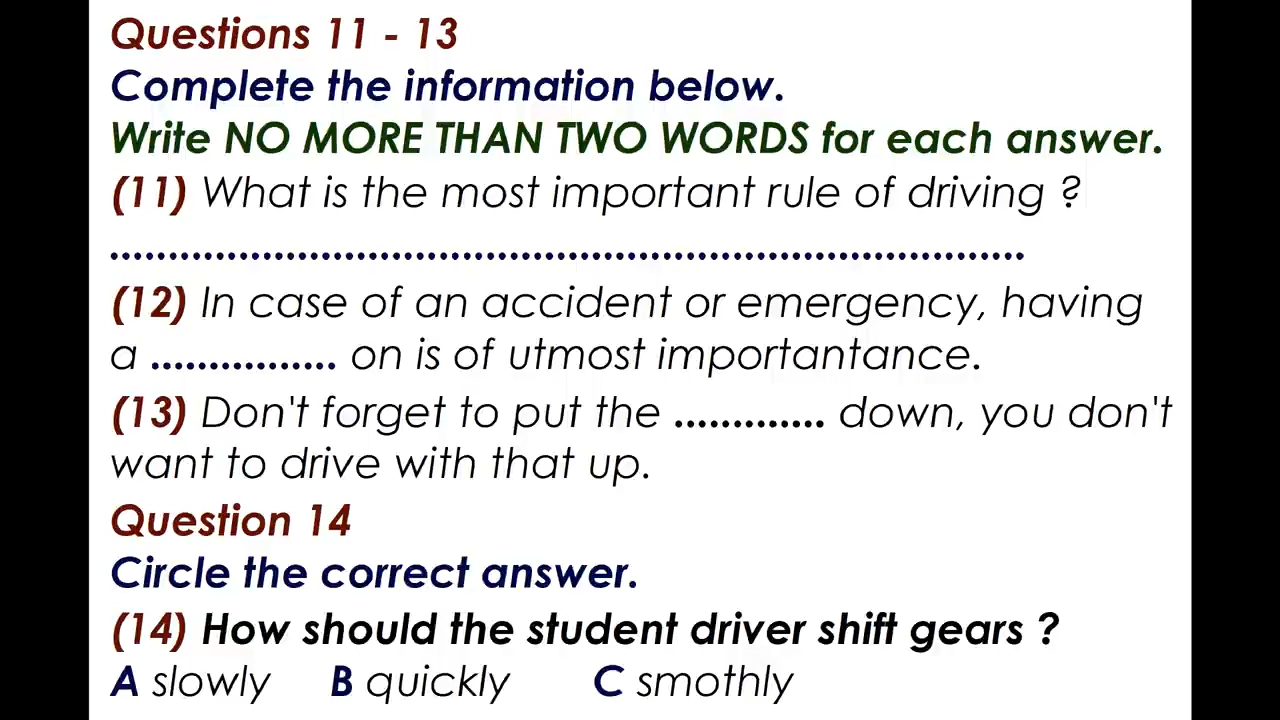 Questions 11 - 13
Complete the information below.
Write NO MORE THAN TWO WORDS for each answer.
(11) What is the most important rule of driving ?
...............................................................................
(12) In case of an accident or emergency, having
a ................ on is of utmost importantance.
(13) Don't forget to put the ............. down, you don't
want to drive with that up.
Question 14
Circle the correct answer.
(14) How should the student driver shift gears ?
A slowly B quickly C smothly